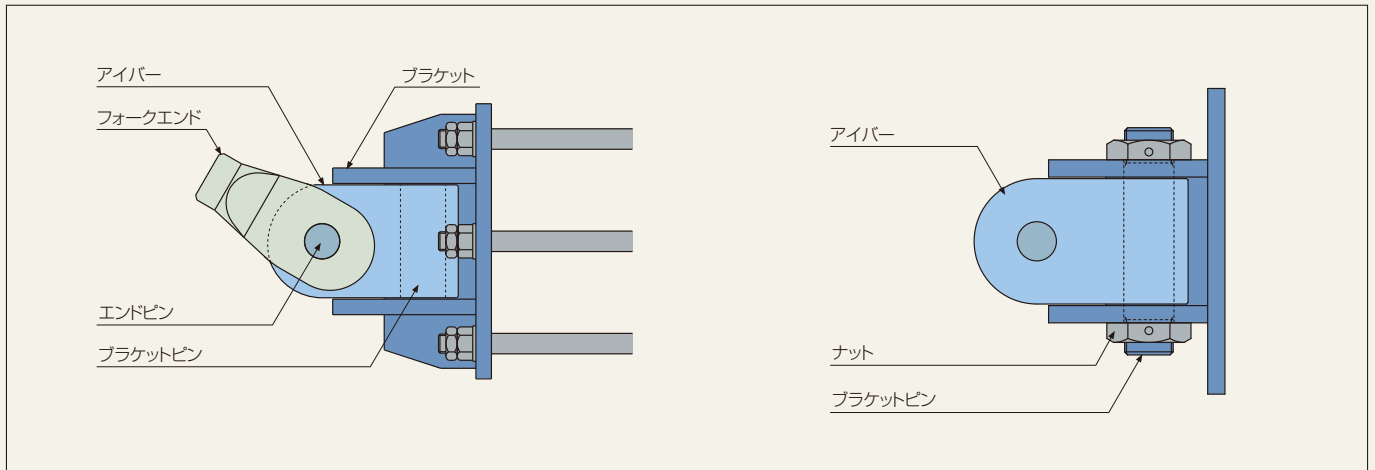 アイバー
ブラケット
フォークエンド
エンドピン
ブラケットピン
アイバー
ナット
ブラケットピン